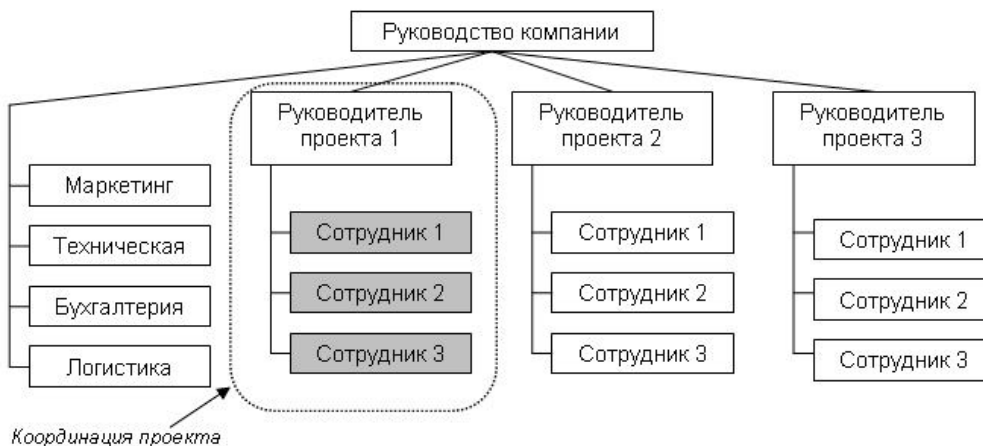 Руководство компании
Руководитель
проекта 1
Руководитель
проекта 2
Руководитель
проекта 3
Маркетинг
Техническая
Бухгалтерия
Логистика
Сотрудник 1
Сотрудник 2
Сотрудник 3
Сотрудник 1
Сотрудник 2
Сотрудник 3
Сотрудник 1
Сотрудник 2
Сотрудник 3
Координация проекта